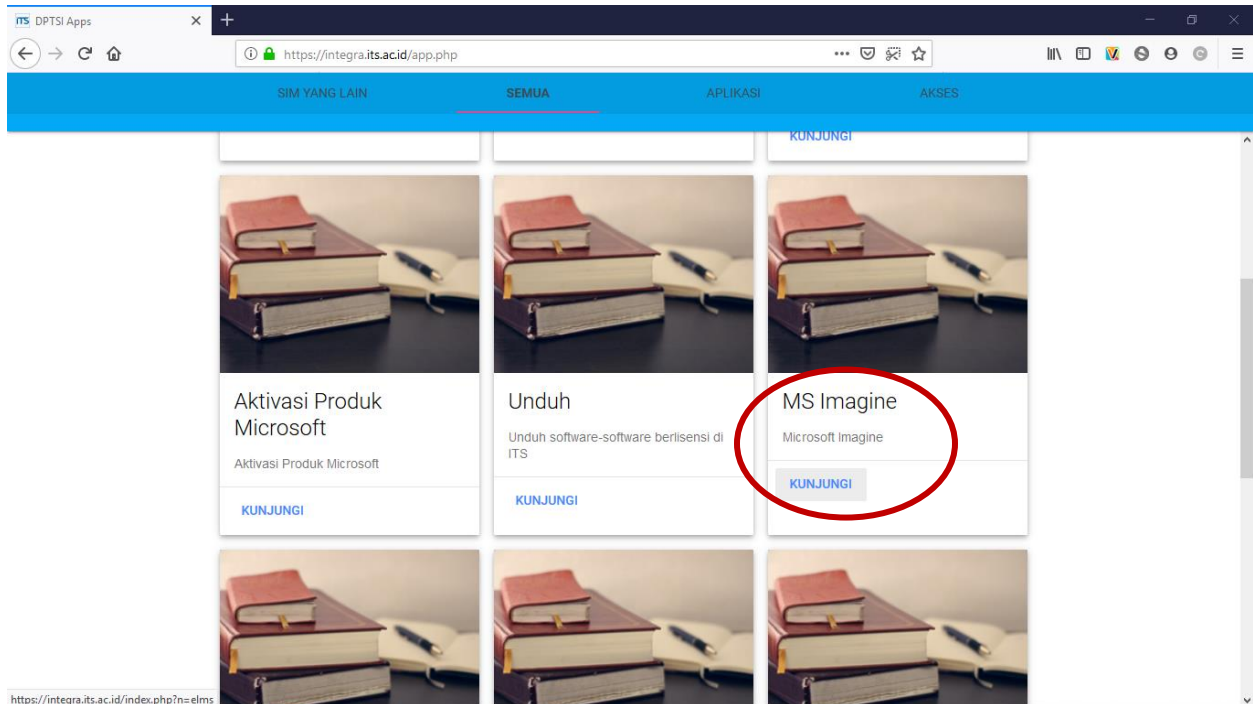 ITS DPTSI Apps
https://integra.its.ac.id/app.php
SIM YANG LAIN SEMUA APLIKASI AKSES
KUNJUNGI
Aktivasi Produk
Microsoft
Aktivasi Produk Microsoft
KUNJUNGI
Unduh
Unduh software-software berlisensi di
ITS
KUNJUNGI
MS Imagine
Microsoft Imagine
KUNJUNGI
https://integra.its.ac.id/index.php?n=elms